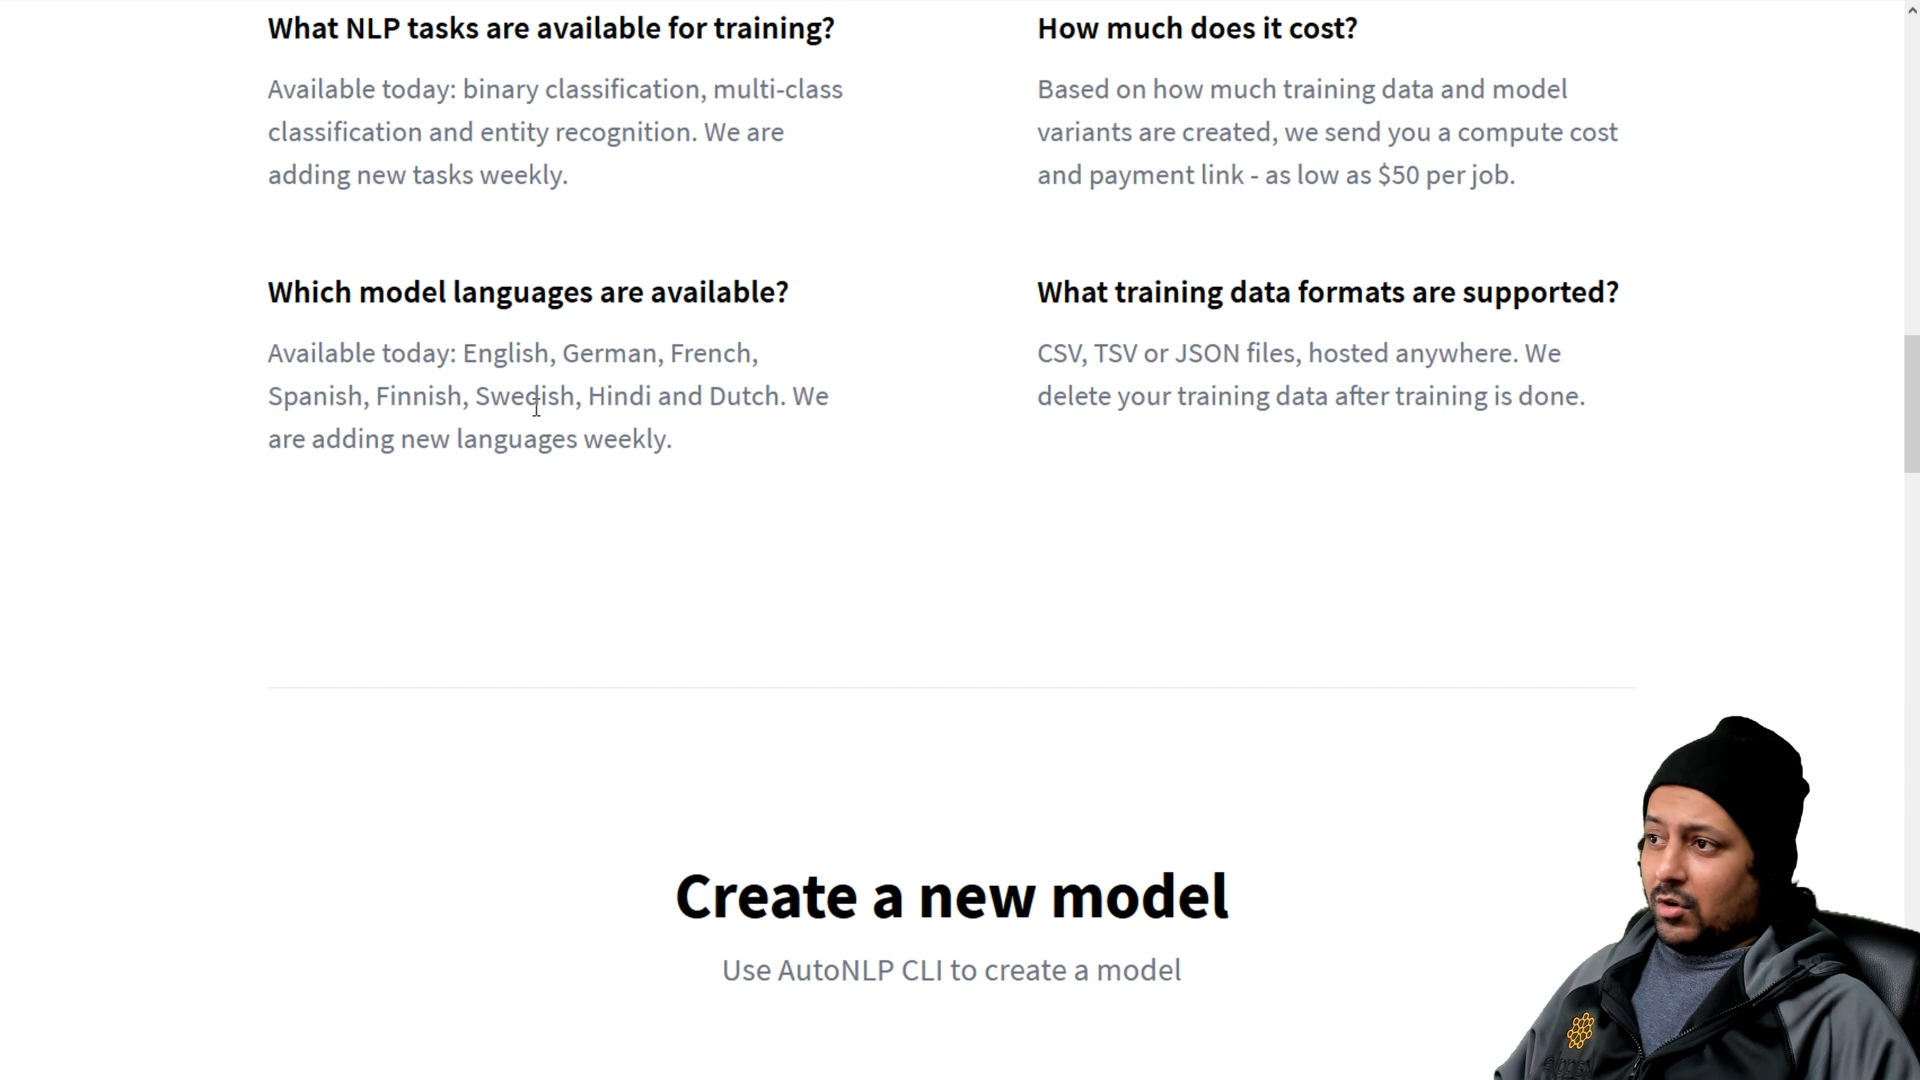 What NLP tasks are available for training?
Available today: binary classification, multi-class
classification and entity recognition. We are
adding new tasks weekly.
How much does it cost?
Based on how much training data and model
variants are created, we send you a compute cost
and payment link - as low as $50 per job.
Which model languages are available?
Available today: English, German, French,
Spanish, Finnish, Swedish, Hindi and Dutch. We
are adding new languages weekly.
What training data formats are supported?
CSV, TSV or JSON files, hosted anywhere. We
delete your training data after training is done.
Create a new model
Use AutoNLP CLI to create a model